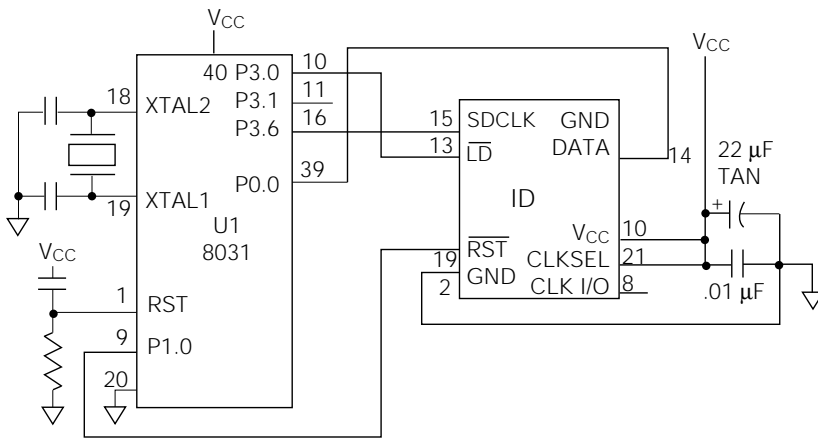 VCC
40 P3.0
10
P3.1
11
P3.6
16
P0.0
39
18
XTAL2
19
XTAL1
U1
8031
VCC
1
RST
9
P1.0
20
15
SDCLK
13
LD
GND
DATA
14
ID
19
RST
2
GND
VCC
10
CLKSEL
21
CLK I/O
8
VCC
22 μF
TAN
+
.01 μF